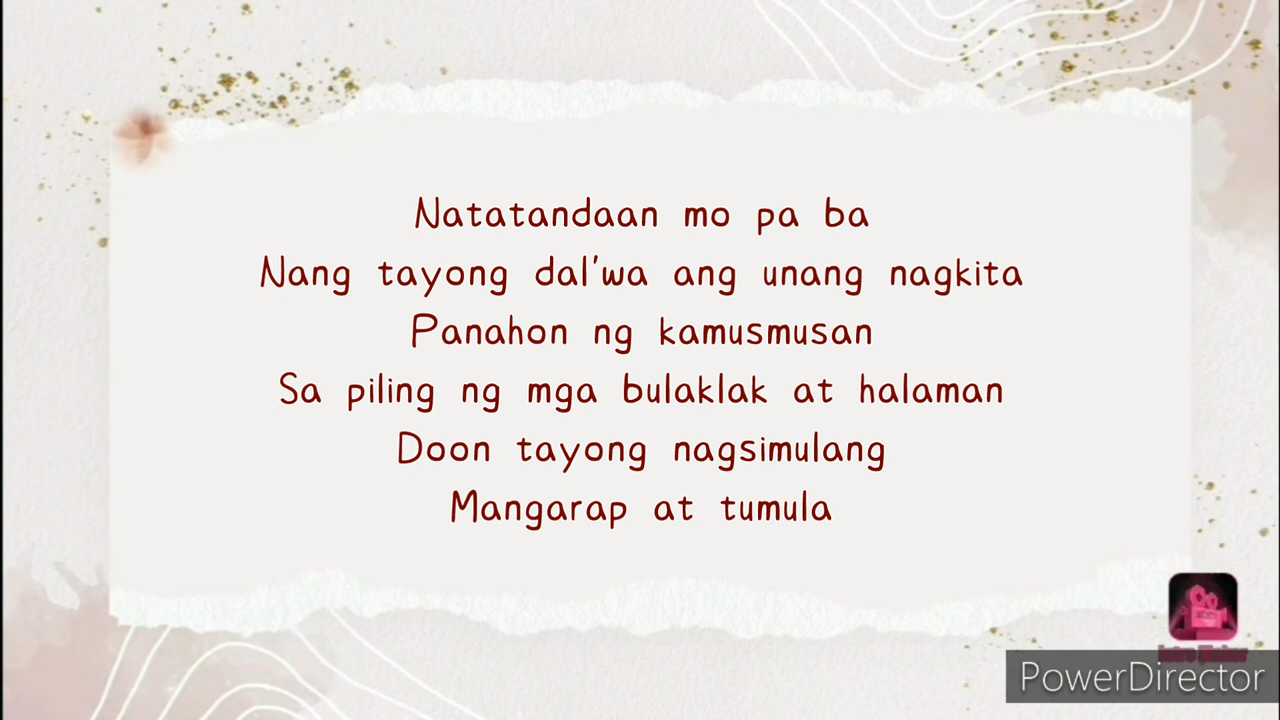 Natatandaan mo pa ba
Nang tayong dal'wa ang unang nagkita
Panahon ng kamusmusan
Sa piling ng mga bulaklak at halaman
Doon tayong nagsimulang
Mangarap at tumula
PowerDirector